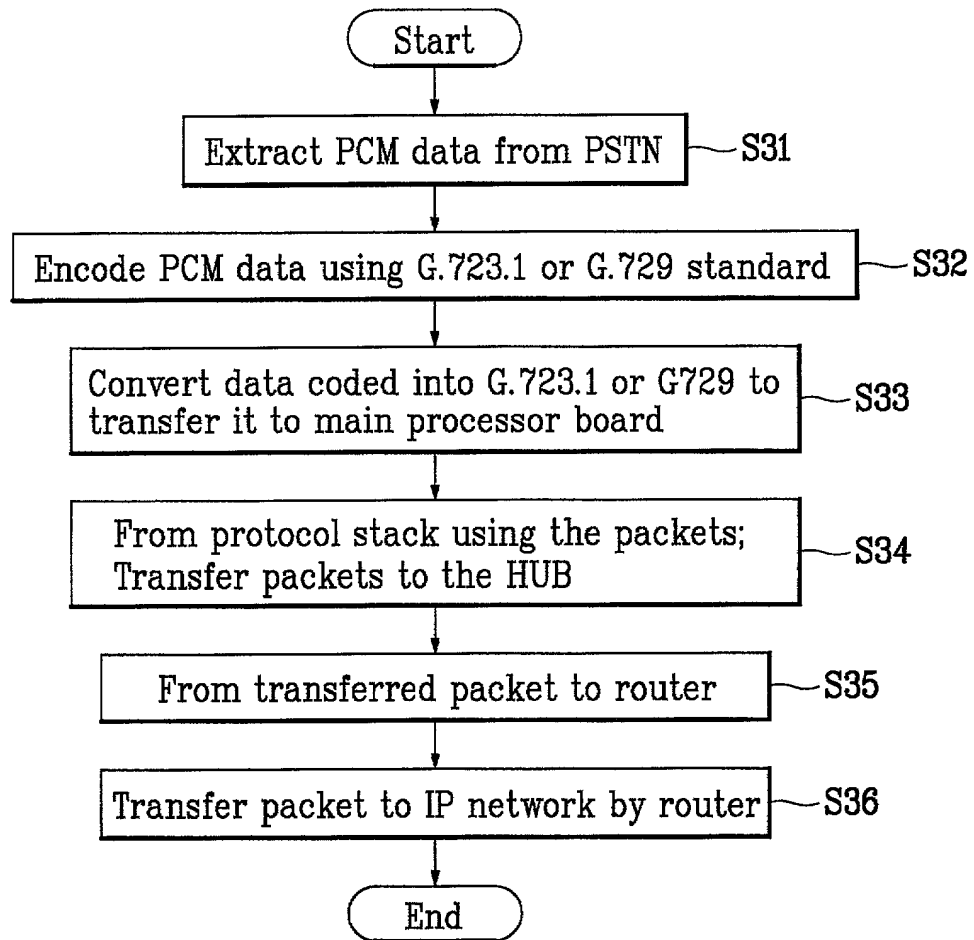 Start
Extract PCM data from PSTN
S31
Encode PCM data using G.723.1 or G.729 standard
S32
Convert data coded into G.723.1 or G729 to
transfer it to main processor board
S33
From protocol stack using the packets;
Transfer packets to the HUB
S34
From transferred packet to router
S35
Transfer packet to IP network by router
S36
End